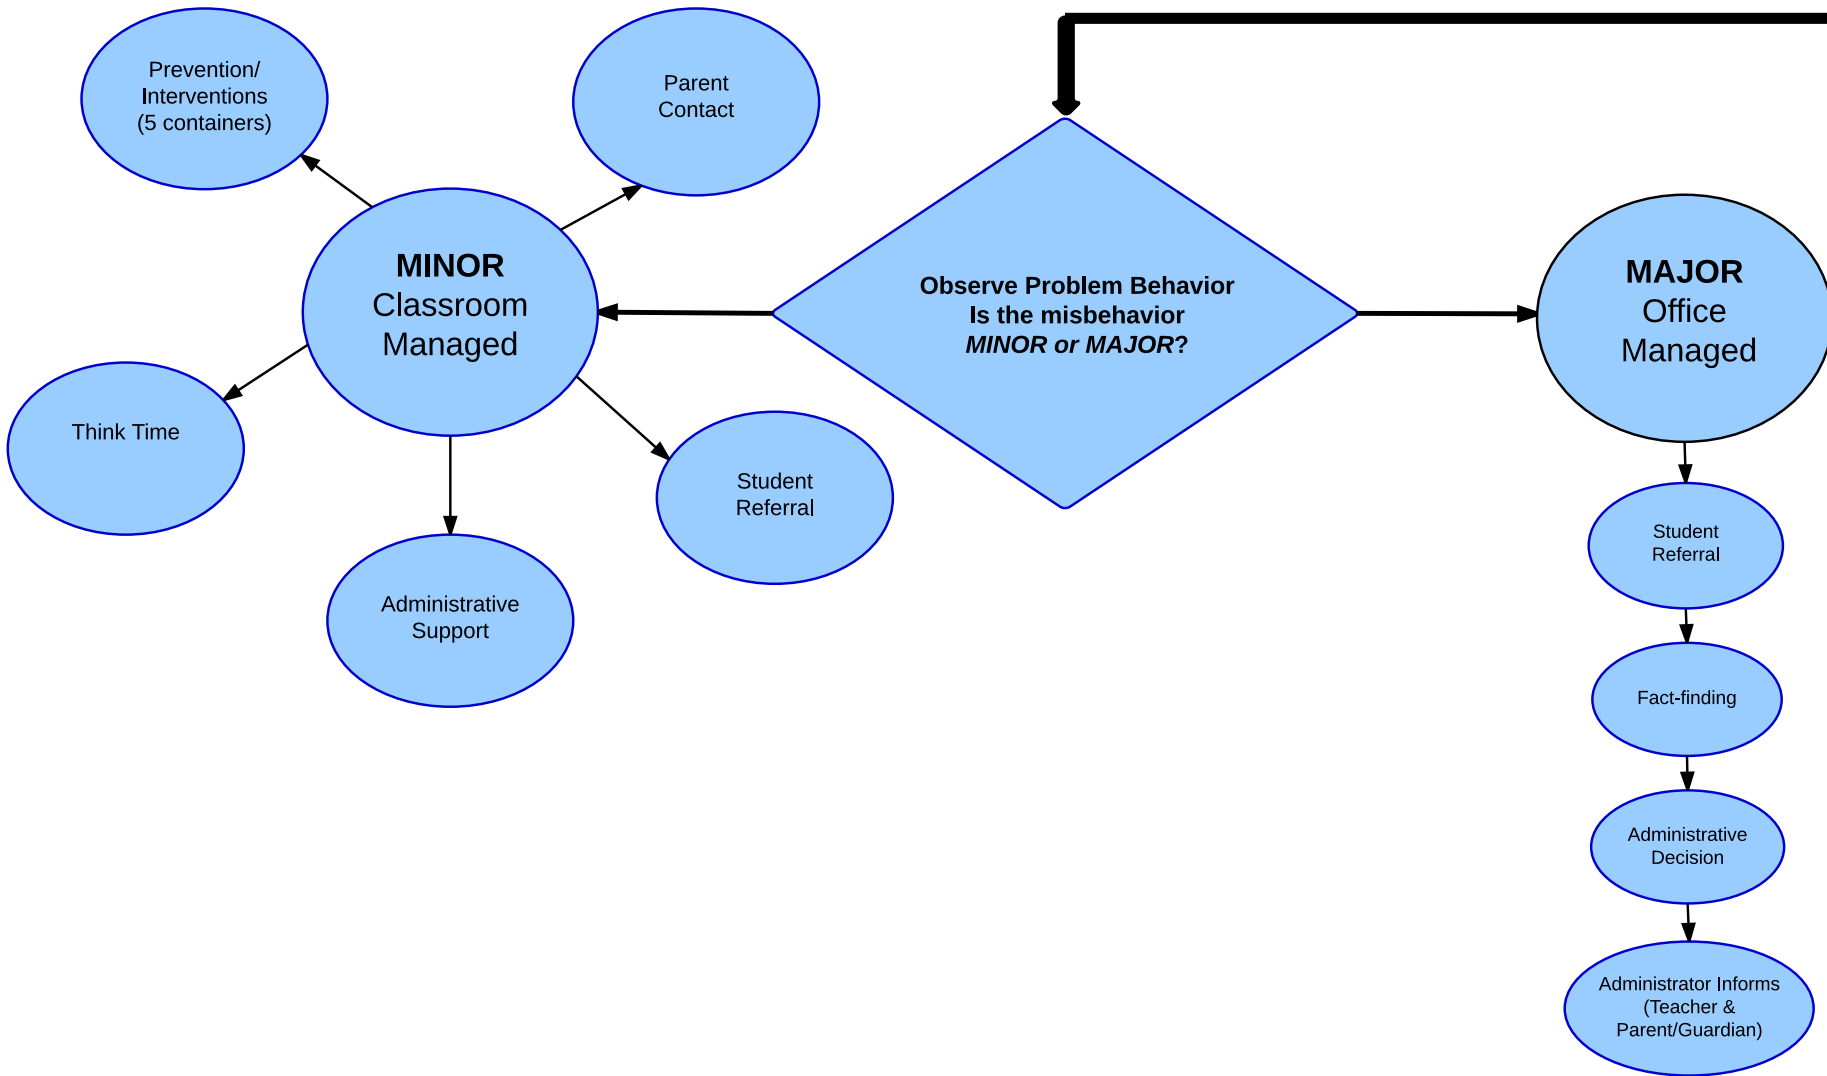 Prevention/
Interventions
(5 containers)
Parent
Contact
MINOR
Classroom
Managed
Observe Problem Behavior
Is the misbehavior
MINOR or MAJOR?
MAJOR
Office
Managed
Think Time
Student
Referral
Administrative
Support
Student
Referral
Fact-finding
Administrative
Decision
Administrator Informs
(Teacher &
Parent/Guardian)